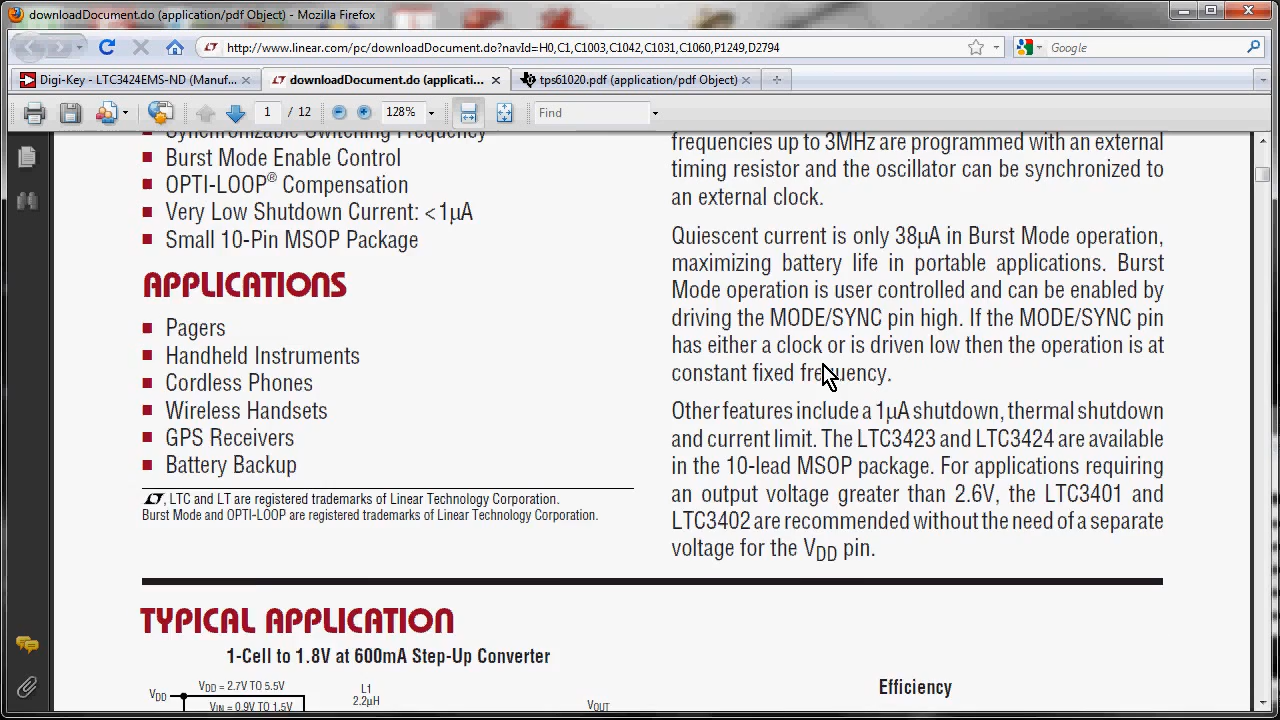 downloadDocument.do (application/pdf Object) - Mozilla Firefox
http://www.linear.com/pc/downloadDocument.do?navId=H0,C1,C1003,C1042,C1031,C1060,P1249,D2494
Google
Digi-Key - LTC3424EMS-ND (Manuf...
downloadDocument.do (applicati...
tps61020.pdf (application/pdf Object)
1 / 12
128%
Find
Synchronizable Switching Frequency
Burst Mode Enable Control
OPTI-LOOP® Compensation
Very Low Shutdown Current: <1µA
Small 10-Pin MSOP Package
APPLICATIONS
Pagers
Handheld Instruments
Cordless Phones
Wireless Handsets
GPS Receivers
Battery Backup
, LTC and LT are registered trademarks of Linear Technology Corporation.
Burst Mode and OPTI-LOOP are registered trademarks of Linear Technology Corporation.
frequencies up to 3MHz are programmed with an external
timing resistor and the oscillator can be synchronized to
an external clock.
Quiescent current is only 38µA in Burst Mode operation,
maximizing battery life in portable applications. Burst
Mode operation is user controlled and can be enabled by
driving the MODE/SYNC pin high. If the MODE/SYNC pin
has either a clock or is driven low then the operation is at
constant fixed frequency.
Other features include a 1µA shutdown, thermal shutdown
and current limit. The LTC3423 and LTC3424 are available
in the 10-lead MSOP package. For applications requiring
an output voltage greater than 2.6V, the LTC3401 and
LTC3402 are recommended without the need of a separate
voltage for the VDD pin.
TYPICAL APPLICATION
1-Cell to 1.8V at 600mA Step-Up Converter
VDD
VDD = 2.7V TO 5.5V
VIN = 0.9V TO 1.5V
L1
2.2µH
VOUT
Efficiency